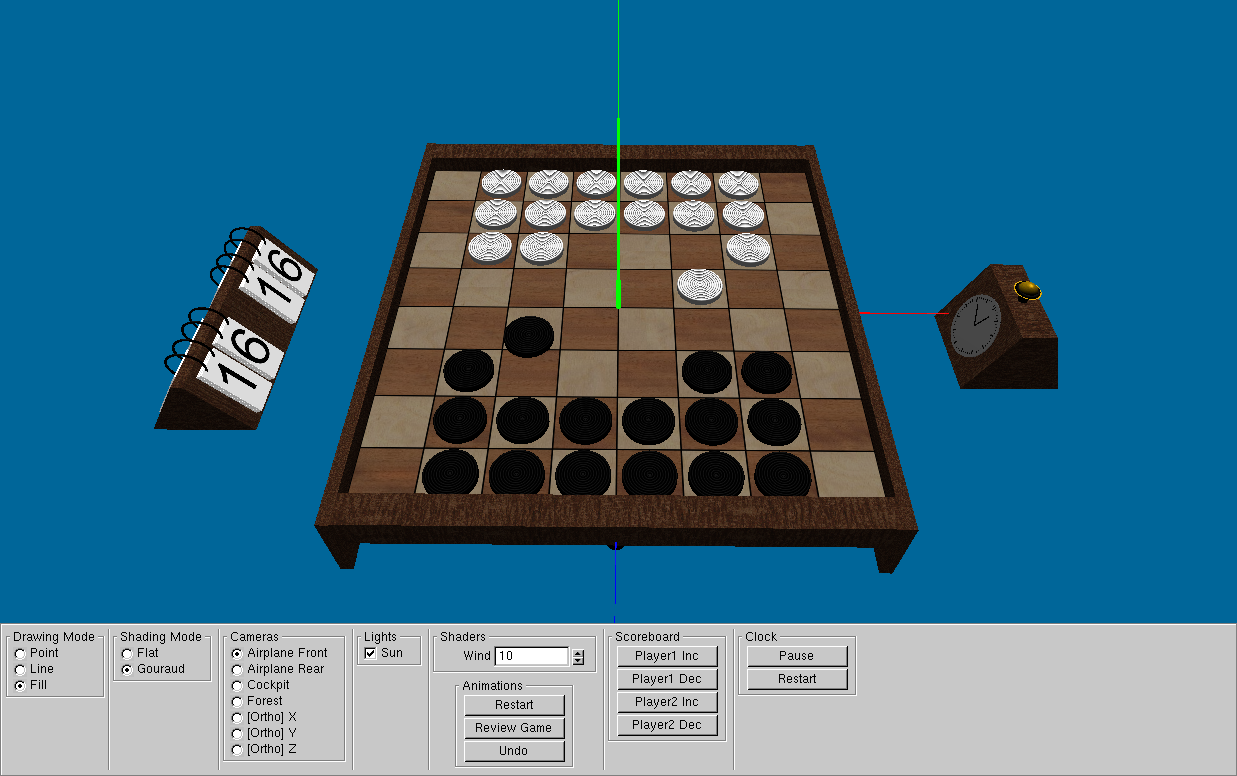 16
16
Drawing Mode
Point
Line
Fill
Shading Mode
Flat
Gouraud
Cameras
Airplane Front
Airplane Rear
Cockpit
Forest
[Ortho] X
[Ortho] Y
[Ortho] Z
Lights
Sun
Shaders
Wind 10
Animations
Restart
Review Game
Undo
Scoreboard
Player1 Inc
Player1 Dec
Player2 Inc
Player2 Dec
Clock
Pause
Restart